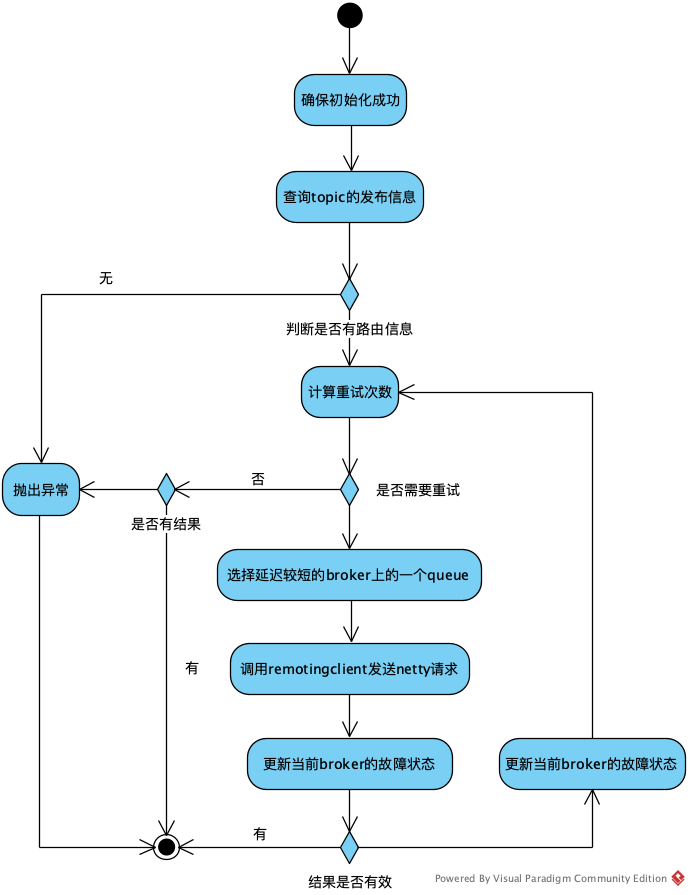 确保初始化成功
查询topic的发布信息
无
判断是否有路由信息
计算重试次数
抛出异常
否
是否需要重试
是否有结果
选择延迟较短的broker上的一个queue
有
调用remotingclient发送netty请求
更新当前broker的故障状态
更新当前broker的故障状态
有
结果是否有效
Powered By Visual Paradigm Community Edition